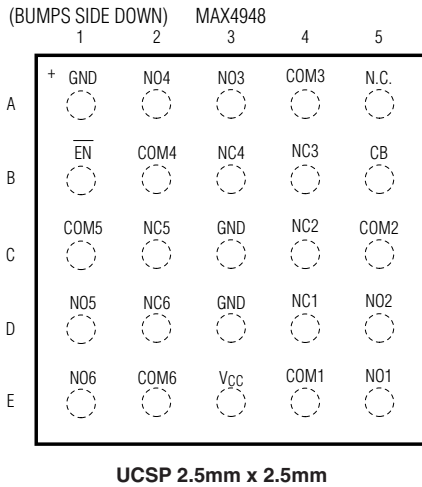 (BUMPS SIDE DOWN) MAX4948
1 2 3 4 5
+ GND NO4 NO3 COM3 N.C.
A
EN COM4 NC4 NC3 CB
B
COM5 NC5 GND NC2 COM2
C
NO5 NC6 GND NC1 NO2
D
NO6 COM6 VCC COM1 NO1
E
UCSP 2.5mm x 2.5mm